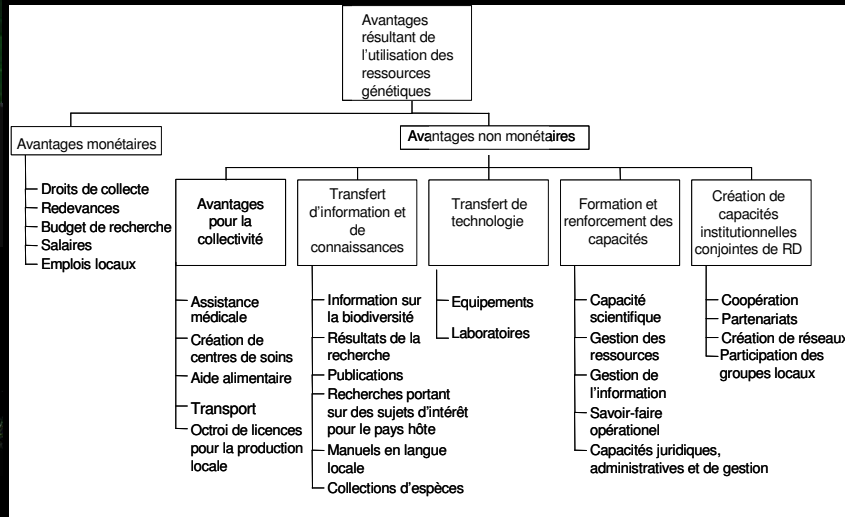 Avantages
résultant de
l'utilisation des
ressources
génétiques
Avantages monétaires
Avantages non monétaires
Droits de collecte
Redevances
Budget de recherche
Salaires
Emplois locaux
Avantages
pour la
collectivité
Assistance
médicale
Création de
centres de soins
Aide alimentaire
Transport
Octroi de licences
pour la production
locale
Transfert
d'information et
de
connaissances
Information sur
la biodiversité
Résultats de la
recherche
Publications
Recherches portant
sur des sujets d'intérêt
pour le pays hôte
Manuels en langue
locale
Collections d'espèces
Transfert de
technologie
Equipements
Laboratoires
Formation et
renforcement des
capacités
Capacité
scientifique
Gestion des
ressources
Gestion de
l'information
Savoir-faire
opérationel
Capacités juridiques,
administratives et de gestion
Création de
capacités
institutionnelles
conjointes de RD
Coopération
Partenariats
Création de réseaux
Participation des
groupes locaux